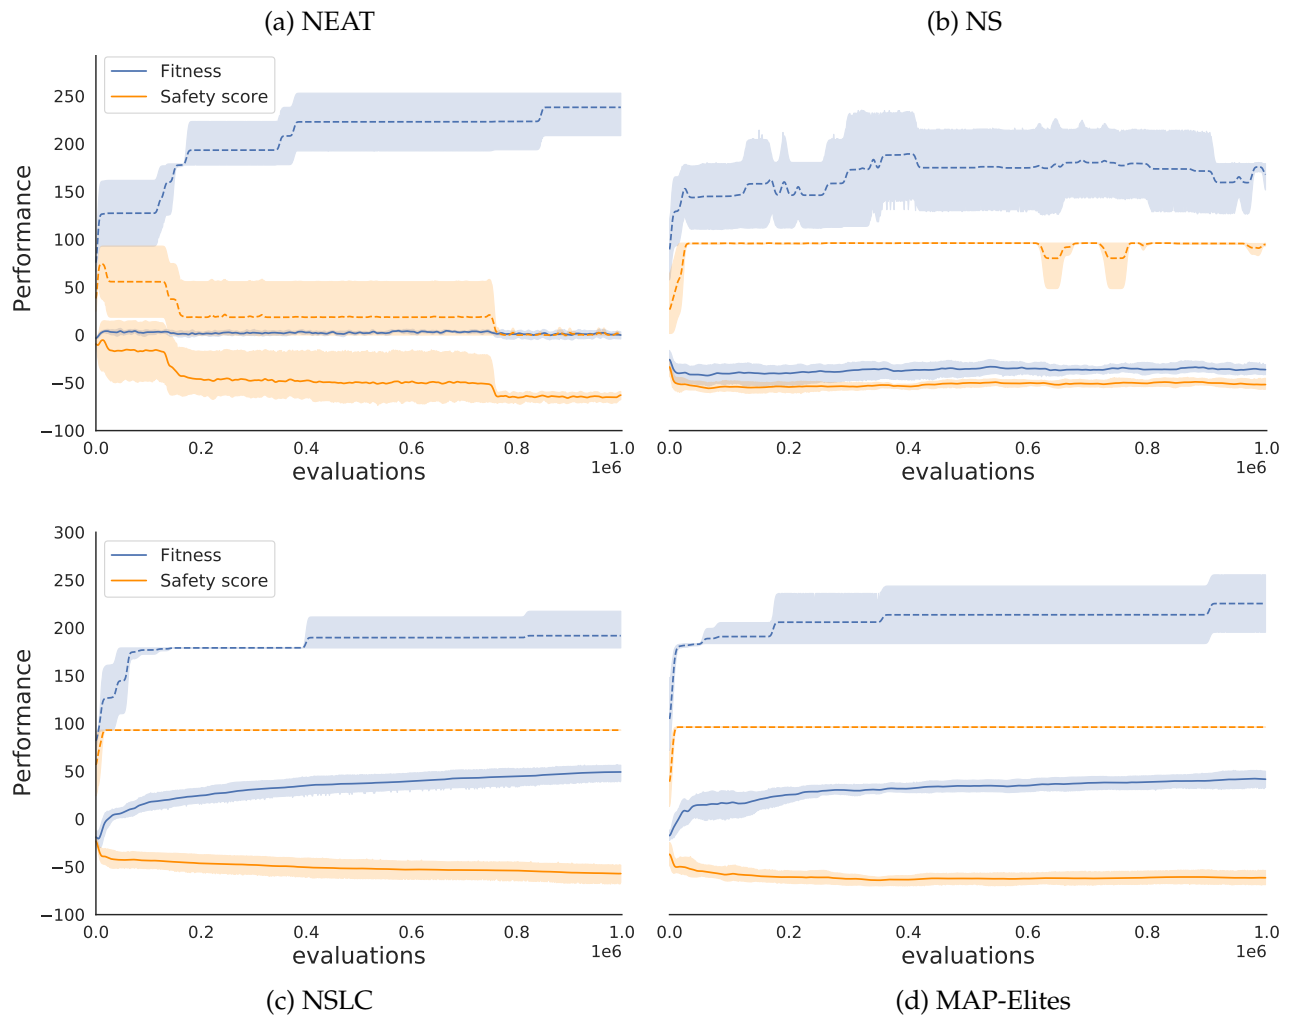 (a) NEAT
(b) NS
Fitness
Safety score
Performance
250
200
150
100
50
0
−50
−100
0.0 0.2 0.4 0.6 0.8 1.0
1e6
evaluations
0.0 0.2 0.4 0.6 0.8 1.0
1e6
evaluations
Fitness
Safety score
Performance
300
250
200
150
100
50
0
−50
−100
0.0 0.2 0.4 0.6 0.8 1.0
1e6
evaluations
0.0 0.2 0.4 0.6 0.8 1.0
1e6
evaluations
(c) NSLC
(d) MAP-Elites